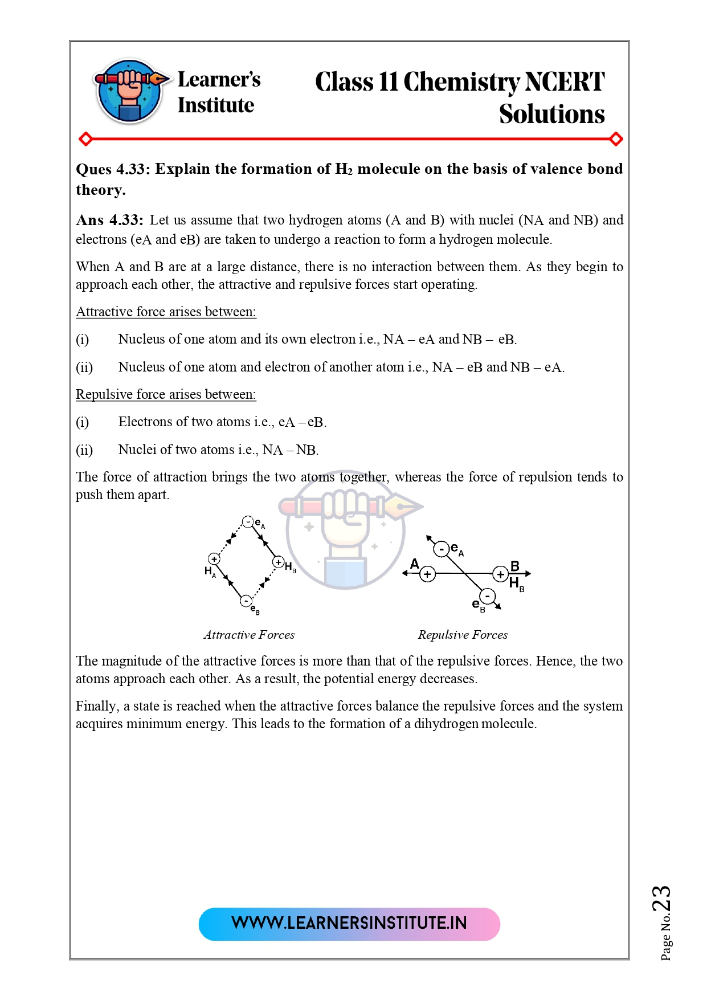 Learner's
Institute
Class 11 Chemistry NCERT
Solutions
Ques 4.33: Explain the formation of H₂ molecule on the basis of valence bond
theory.
Ans 4.33: Let us assume that two hydrogen atoms (A and B) with nuclei (NA and NB) and
electrons (eA and eB) are taken to undergo a reaction to form a hydrogen molecule.
When A and B are at a large distance, there is no interaction between them. As they begin to
approach each other, the attractive and repulsive forces start operating.
Attractive force arises between:
(i) Nucleus of one atom and its own electron i.e., NA – eA and NB – eB.
(ii) Nucleus of one atom and electron of another atom i.e., NA – eB and NB – eA.
Repulsive force arises between:
(i) Electrons of two atoms i.e., eA – eB.
(ii) Nuclei of two atoms i.e., NA – NB.
The force of attraction brings the two atoms together, whereas the force of repulsion tends to
push them apart.
- eA
+ HA
+ HB
- eB
- eA
A +
+ B
HB
- eB
Attractive Forces
Repulsive Forces
The magnitude of the attractive forces is more than that of the repulsive forces. Hence, the two
atoms approach each other. As a result, the potential energy decreases.
Finally, a state is reached when the attractive forces balance the repulsive forces and the system
acquires minimum energy. This leads to the formation of a dihydrogen molecule.
WWW.LEARNERSINSTITUTE.IN
Page No.23